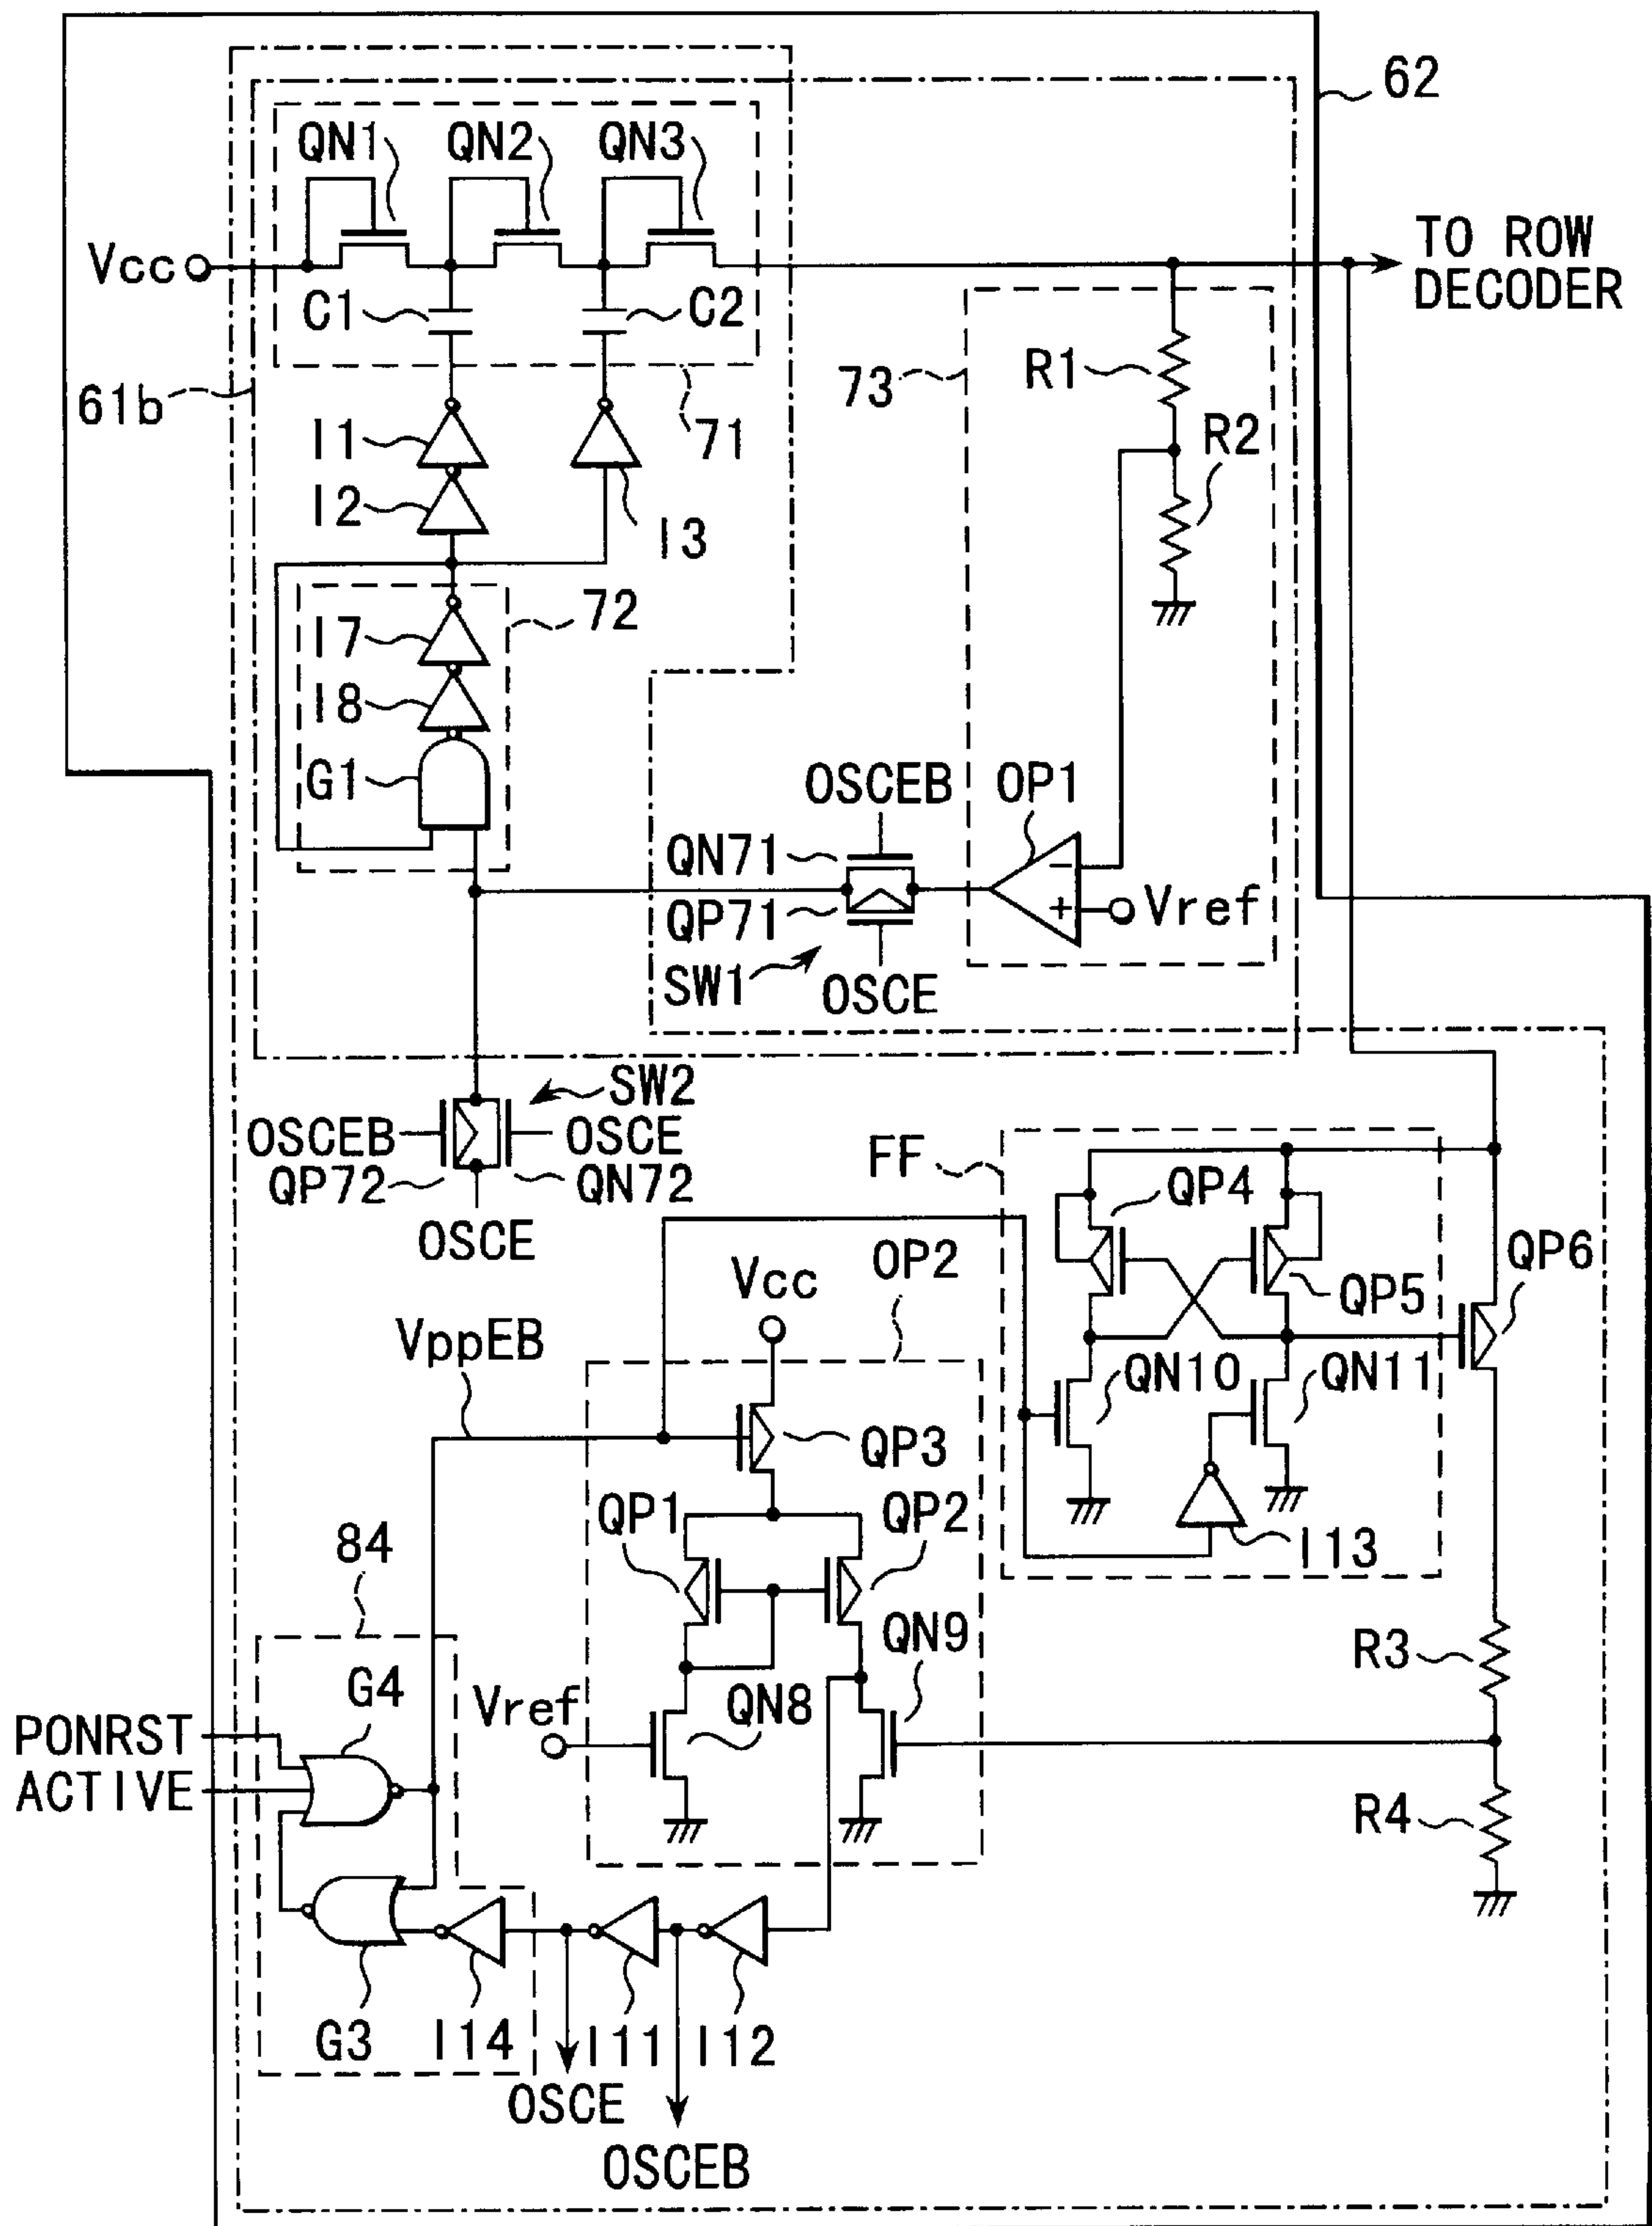 62
QN1
QN2
QN3
Vcc
TO ROW
DECODER
C1
C2
61b
71
73
R1
R2
I1
I2
I3
72
I7
I8
G1
OSCEB
OP1
QN71
QP71
Vref
SW1
OSCE
SW2
OSCEB
OSCE
QP72
QN72
OSCE
FF
QP4
QP5
QP6
OP2
Vcc
VppEB
QN10
QN11
QP3
QP1
QP2
I13
84
QN9
R3
G4
Vref
QN8
PONRST
ACTIVE
R4
G3
I14
I11
I12
OSCE
OSCEB